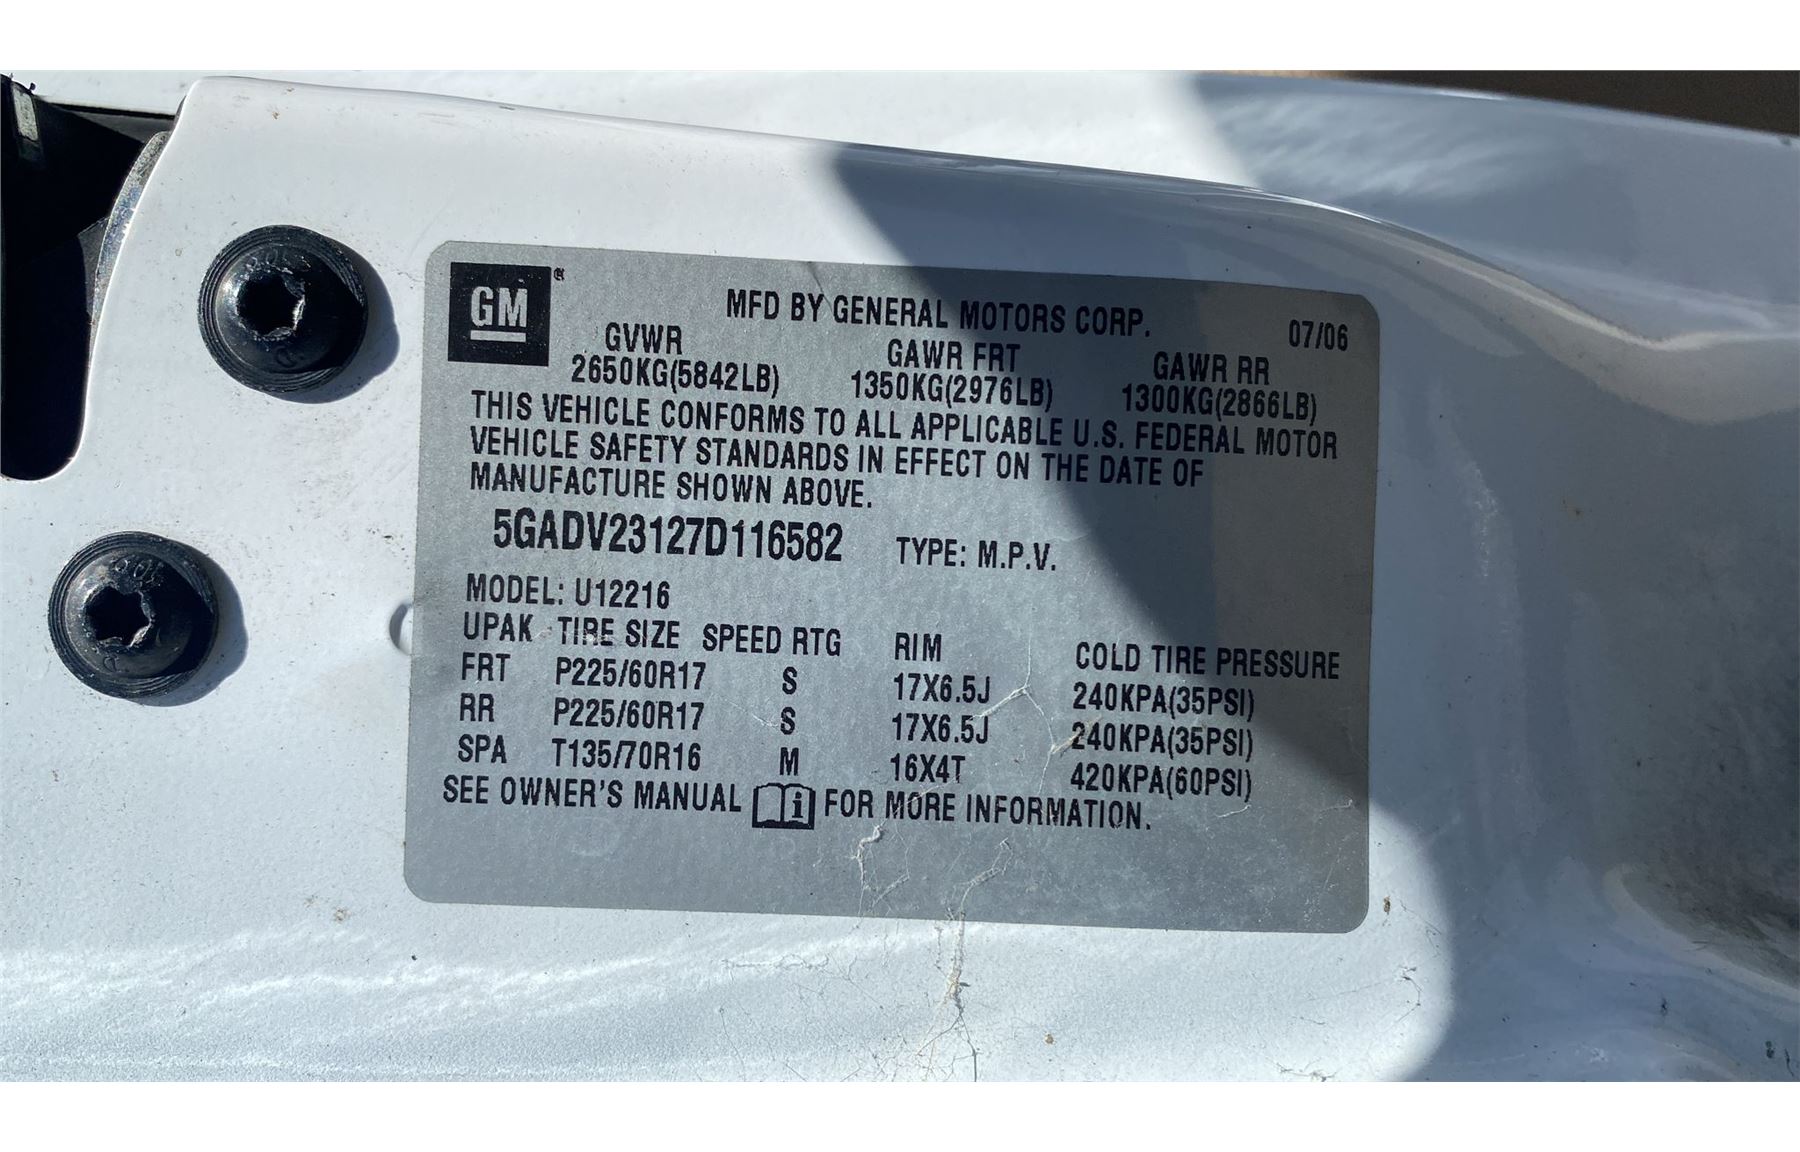 GM®
MFD BY GENERAL MOTORS CORP. 07/06
GVWR GAWR FRT GAWR RR
2650KG(5842LB) 1350KG(2976LB) 1300KG(2866LB)
THIS VEHICLE CONFORMS TO ALL APPLICABLE U.S. FEDERAL MOTOR
VEHICLE SAFETY STANDARDS IN EFFECT ON THE DATE OF
MANUFACTURE SHOWN ABOVE.
5GADV23127D116582 TYPE: M.P.V.
MODEL: U12216
UPAK TIRE SIZE SPEED RTG RIM COLD TIRE PRESSURE
FRT P225/60R17 S 17X6.5J 240KPA(35PSI)
RR P225/60R17 S 17X6.5J 240KPA(35PSI)
SPA T135/70R16 M 16X4T 420KPA(60PSI)
SEE OWNER'S MANUAL i FOR MORE INFORMATION.